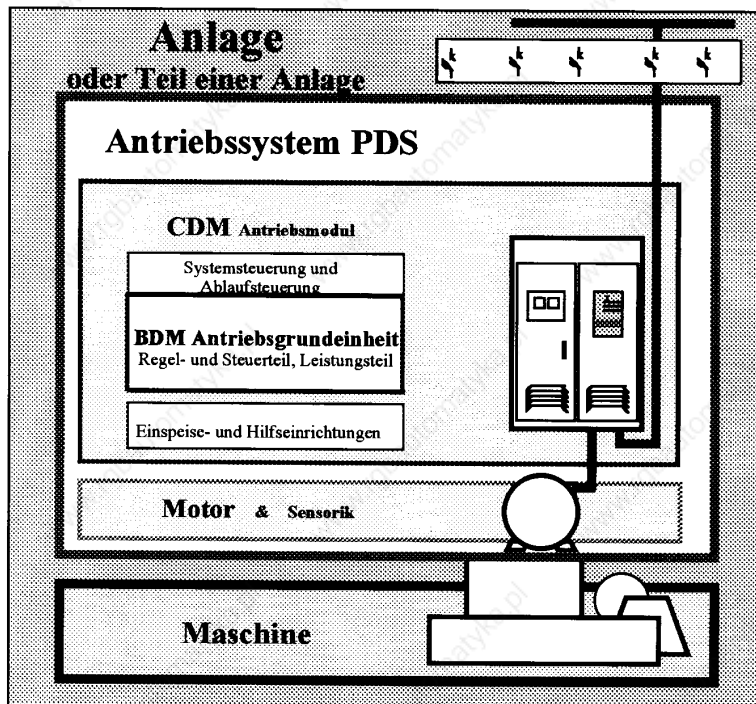 Anlage
oder Teil einer Anlage
k k k k k
Antriebssystem PDS
CDM Antriebsmodul
Systemsteuerung und
Ablaufsteuerung
BDM Antriebsgrundeinheit
Regel- und Steuerteil, Leistungsteil
Einspeise- und Hilfseinrichtungen
Motor & Sensorik
Maschine